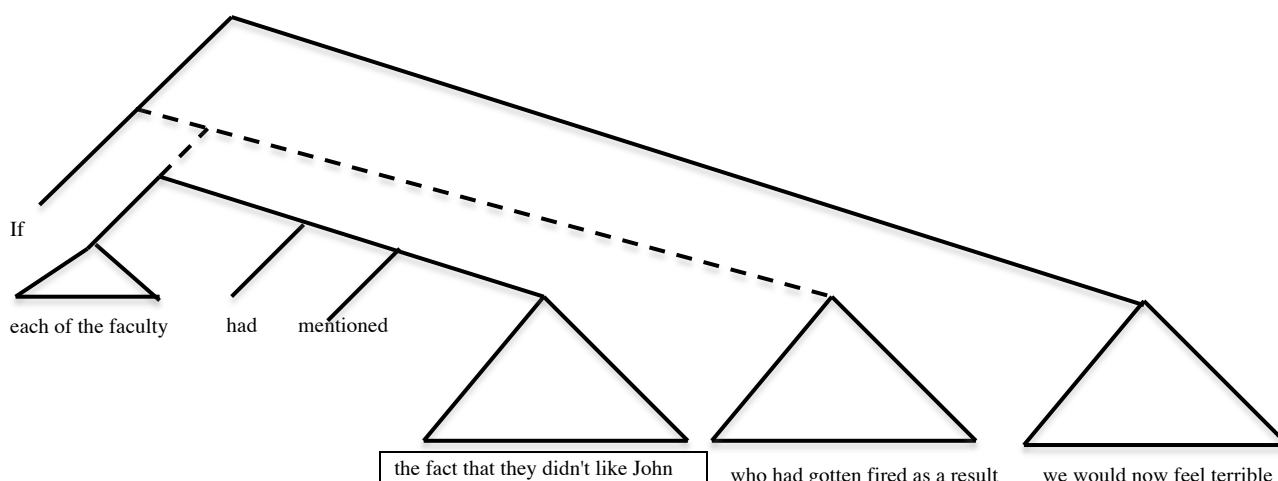 If
each of the faculty had mentioned
the fact that they didn't like John who had gotten fired as a result we would now feel terrible